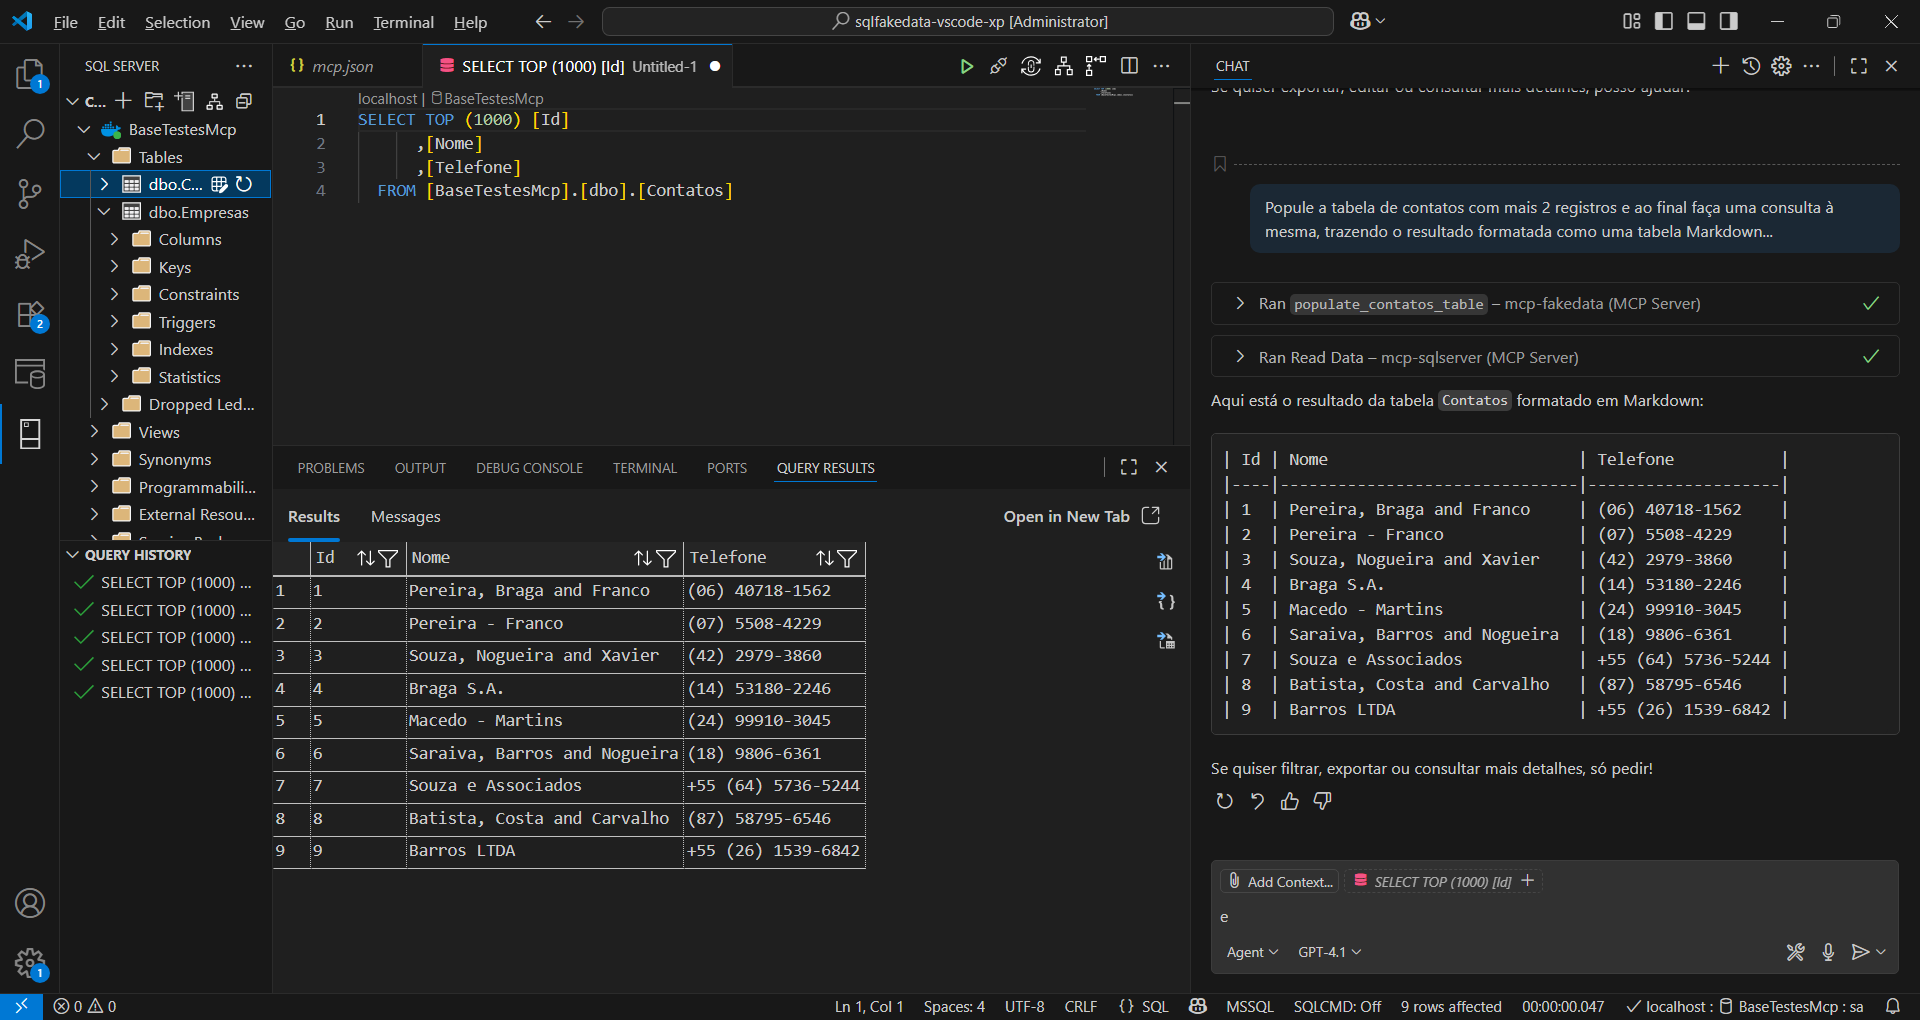 File Edit Selection View Go Run Terminal Help
sqlfakedata-vscode-xp [Administrator]
SQL SERVER
C...
BaseTestesMcp
Tables
dbo.C...
dbo.Empresas
Columns
Keys
Constraints
Triggers
Indexes
Statistics
Dropped Led...
Views
Synonyms
Programmabili...
External Resou...
QUERY HISTORY
SELECT TOP (1000) ...
SELECT TOP (1000) ...
SELECT TOP (1000) ...
SELECT TOP (1000) ...
SELECT TOP (1000) ...
1
2
1
mcp.json
SELECT TOP (1000) [Id] Untitled-1
localhost | BaseTestesMcp
1 SELECT TOP (1000) [Id]
2 ,[Nome]
3 ,[Telefone]
4 FROM [BaseTestesMcp].[dbo].[Contatos]
PROBLEMS OUTPUT DEBUG CONSOLE TERMINAL PORTS QUERY RESULTS
Results Messages Open in New Tab
Id Nome Telefone
1 1 Pereira, Braga and Franco (06) 40718-1562
2 2 Pereira - Franco (07) 5508-4229
3 3 Souza, Nogueira and Xavier (42) 2979-3860
4 4 Braga S.A. (14) 53180-2246
5 5 Macedo - Martins (24) 99910-3045
6 6 Saraiva, Barros and Nogueira (18) 9806-6361
7 7 Souza e Associados +55 (64) 5736-5244
8 8 Batista, Costa and Carvalho (87) 58795-6546
9 9 Barros LTDA +55 (26) 1539-6842
CHAT
Se quiser exportar, editar ou consultar mais detalhes, posso ajudar!
Popule a tabela de contatos com mais 2 registros e ao final faça uma consulta à
mesma, trazendo o resultado formatada como uma tabela Markdown...
Ran populate_contatos_table – mcp-fakedata (MCP Server)
Ran Read Data – mcp-sqlserver (MCP Server)
Aqui está o resultado da tabela Contatos formatado em Markdown:
| Id | Nome | Telefone |
|----|------------------------------|--------------------|
| 1 | Pereira, Braga and Franco | (06) 40718-1562 |
| 2 | Pereira - Franco | (07) 5508-4229 |
| 3 | Souza, Nogueira and Xavier | (42) 2979-3860 |
| 4 | Braga S.A. | (14) 53180-2246 |
| 5 | Macedo - Martins | (24) 99910-3045 |
| 6 | Saraiva, Barros and Nogueira | (18) 9806-6361 |
| 7 | Souza e Associados | +55 (64) 5736-5244 |
| 8 | Batista, Costa and Carvalho | (87) 58795-6546 |
| 9 | Barros LTDA | +55 (26) 1539-6842 |
Se quiser filtrar, exportar ou consultar mais detalhes, só pedir!
Add Context... SELECT TOP (1000) [Id]
e
Agent GPT-4.1
0 0 Ln 1, Col 1 Spaces: 4 UTF-8 CRLF {} SQL MSSQL SQLCMD: Off 9 rows affected 00:00:00.047 localhost : BaseTestesMcp : sa